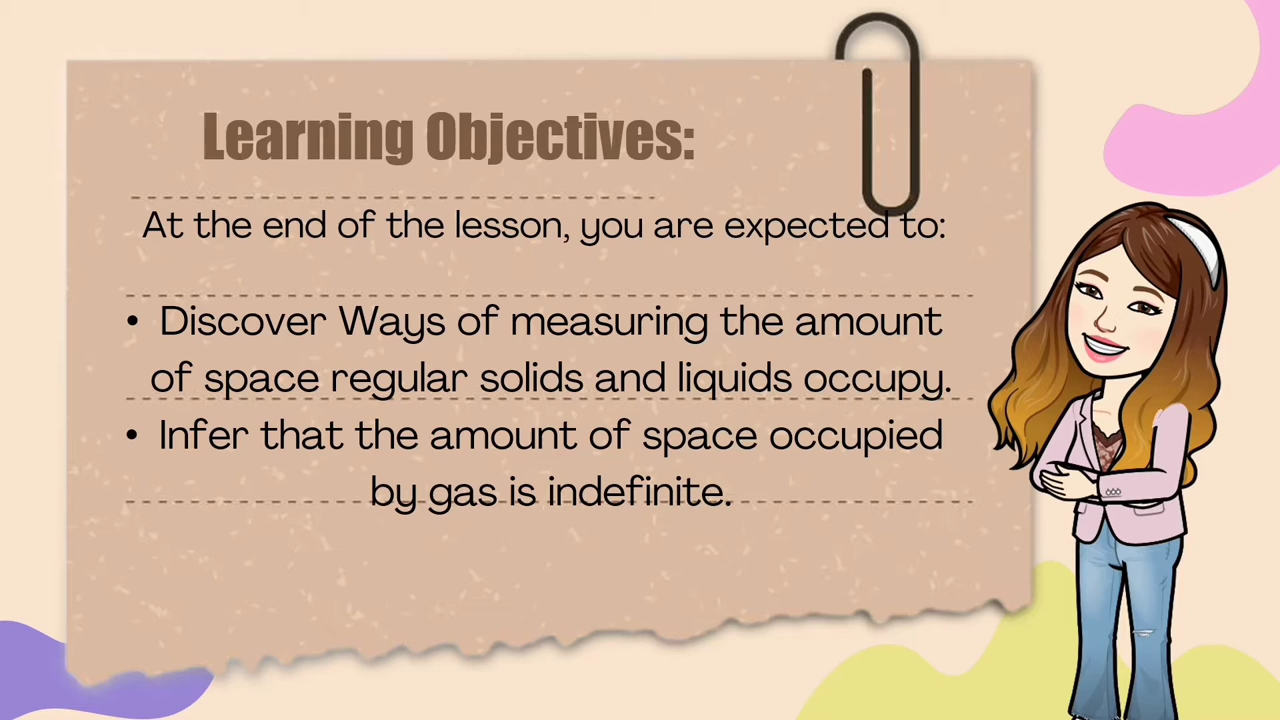 Learning Objectives:
At the end of the lesson, you are expected to:
• Discover Ways of measuring the amount
of space regular solids and liquids occupy.
• Infer that the amount of space occupied
by gas is indefinite.